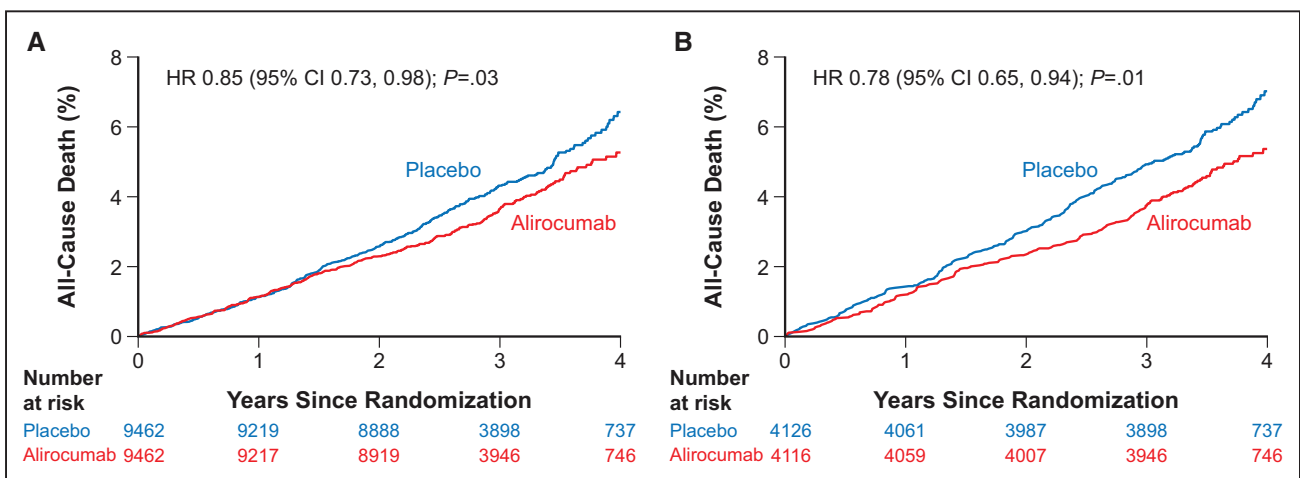 A
HR 0.85 (95% CI 0.73, 0.98); P=.03
All-Cause Death (%)
8
6
4
2
0
Placebo
Alirocumab
0 1 2 3 4
Years Since Randomization
Number
at risk
Placebo 9462 9219 8888 3898 737
Alirocumab 9462 9217 8919 3946 746
B
HR 0.78 (95% CI 0.65, 0.94); P=.01
All-Cause Death (%)
8
6
4
2
0
Placebo
Alirocumab
0 1 2 3 4
Years Since Randomization
Number
at risk
Placebo 4126 4061 3987 3898 737
Alirocumab 4116 4059 4007 3946 746